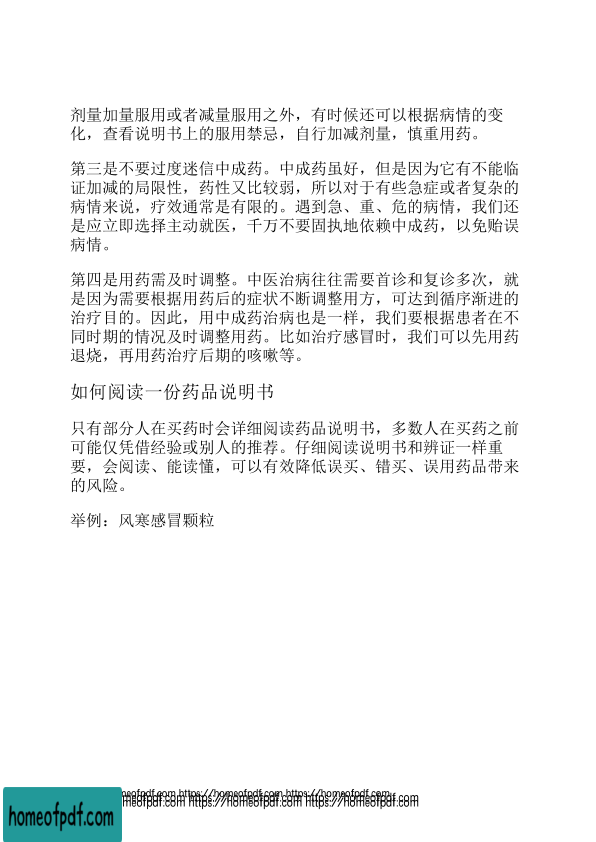 剂量加量服用或者减量服用之外，有时候还可以根据病情的变
化，查看说明书上的服用禁忌，自行加减剂量，慎重用药。
第三是不要过度迷信中成药。中成药虽好，但是因为它有不能临
证加减的局限性，药性又比较弱，所以对于有些急症或者复杂的
病情来说，疗效通常是有限的。遇到急、重、危的病情，我们还
是应立即选择主动就医，千万不要固执地依赖中成药，以免贻误
病情。
第四是用药需及时调整。中医治病往往需要首诊和复诊多次，就
是因为需要根据用药后的症状不断调整用方，可达到循序渐进的
治疗目的。因此，用中成药治病也是一样，我们要根据患者在不
同时期的情况及时调整用药。比如治疗感冒时，我们可以先用药
退烧，再用药治疗后期的咳嗽等。
如何阅读一份药品说明书
只有部分人在买药时会详细阅读药品说明书，多数人在买药之前
可能仅凭借经验或别人的推荐。仔细阅读说明书和辨证一样重
要，会阅读、能读懂，可以有效降低误买、错买、误用药品带来
的风险。
举例：风寒感冒颗粒
meofpdf.com https://homeofpdf.com https://homeofpdf.com
meofpdf.com https://homeofpdf.com https://homeofpdf.com
homeofpdf.com